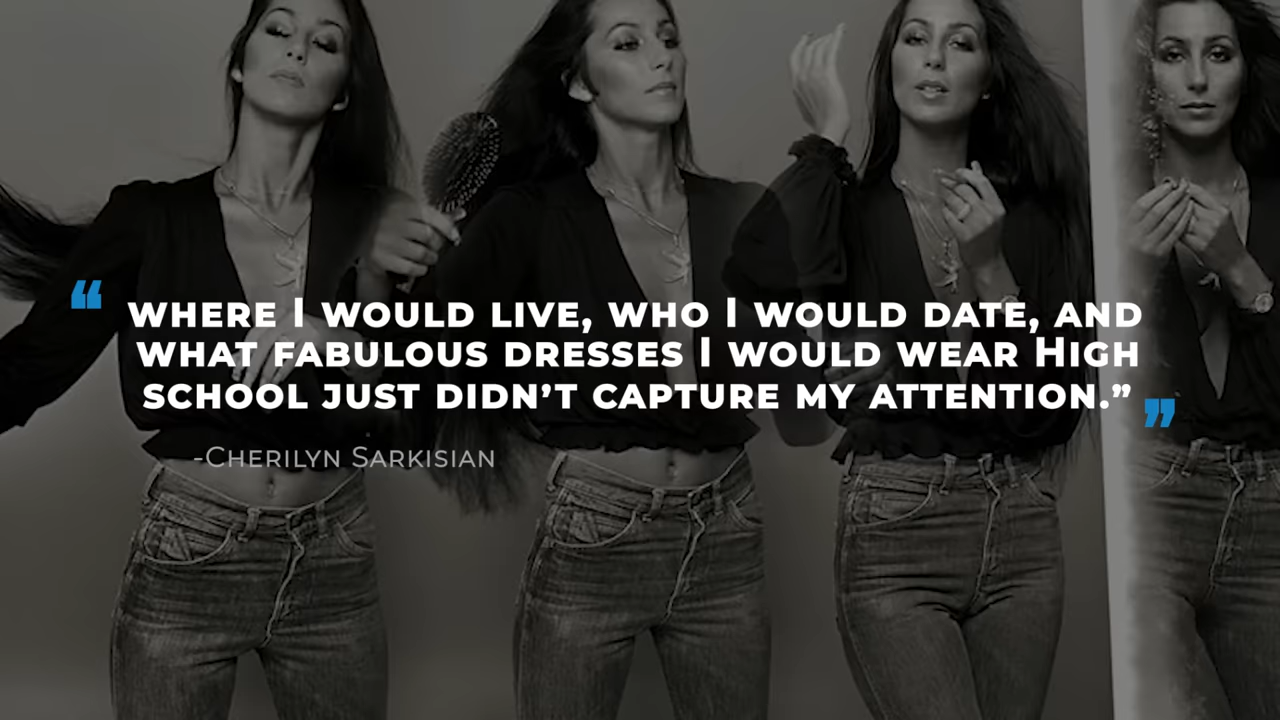 “ WHERE I WOULD LIVE, WHO I WOULD DATE, AND
WHAT FABULOUS DRESSES I WOULD WEAR HIGH
SCHOOL JUST DIDN’T CAPTURE MY ATTENTION.” ”
-CHERILYN SARKISIAN